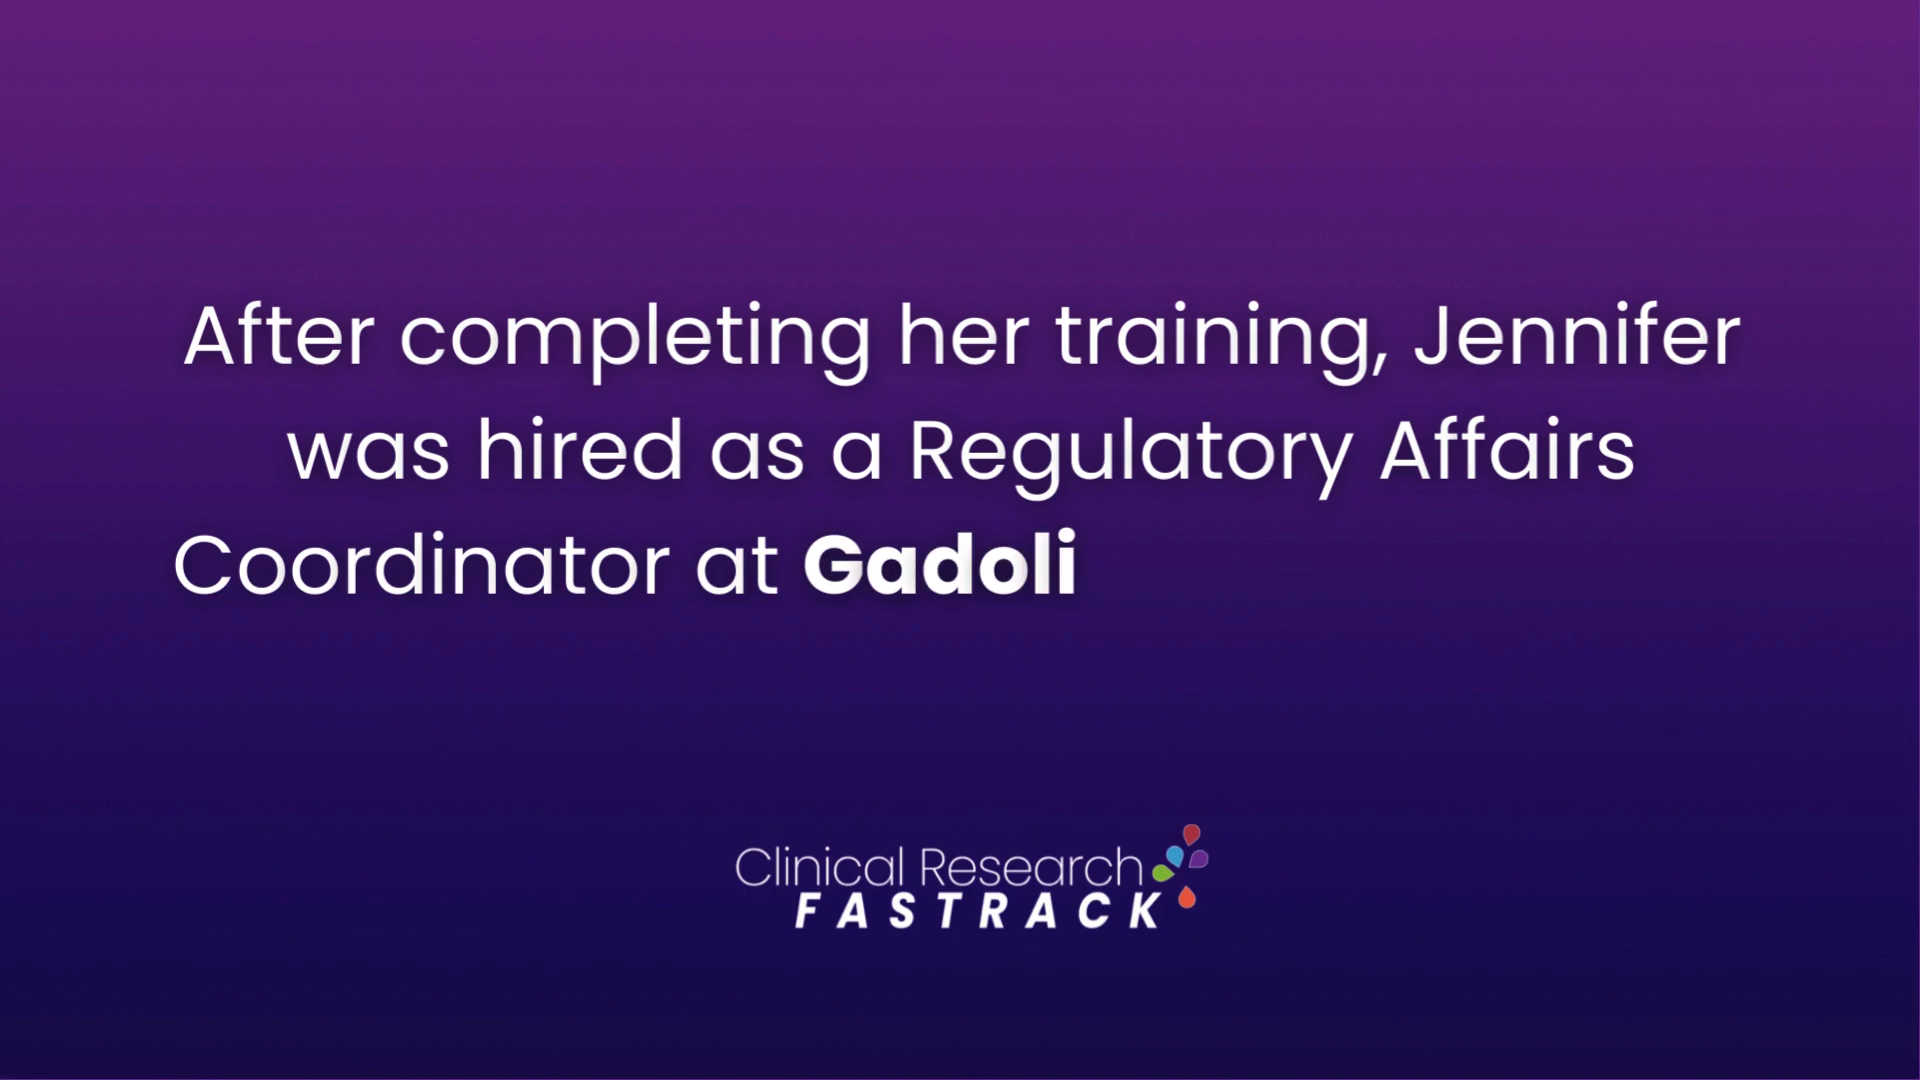 After completing her training, Jennifer
was hired as a Regulatory Affairs
Coordinator at Gadoli
Clinical Research
FASTRACK